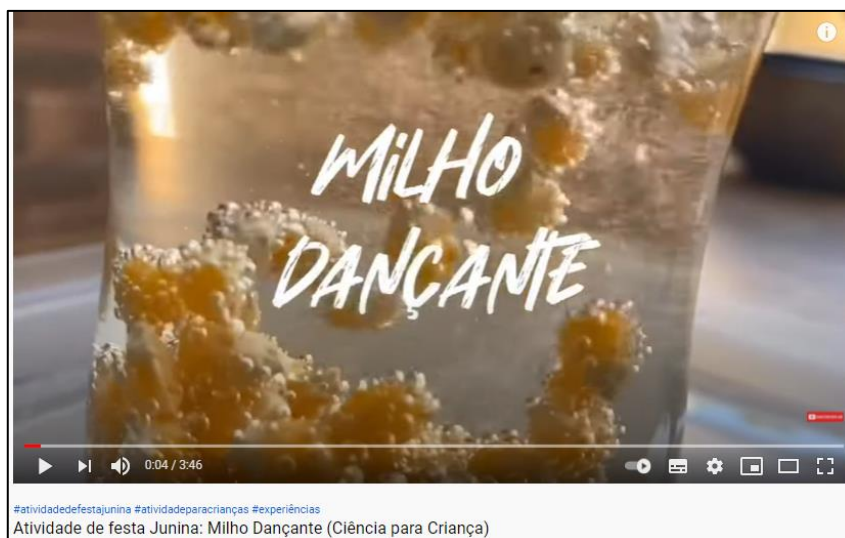 MILHO
DANÇANTE
0:04 / 3:46
#atividadedefestajunina #atividadeparacrianças #experiências
Atividade de festa Junina: Milho Dançante (Ciência para Criança)